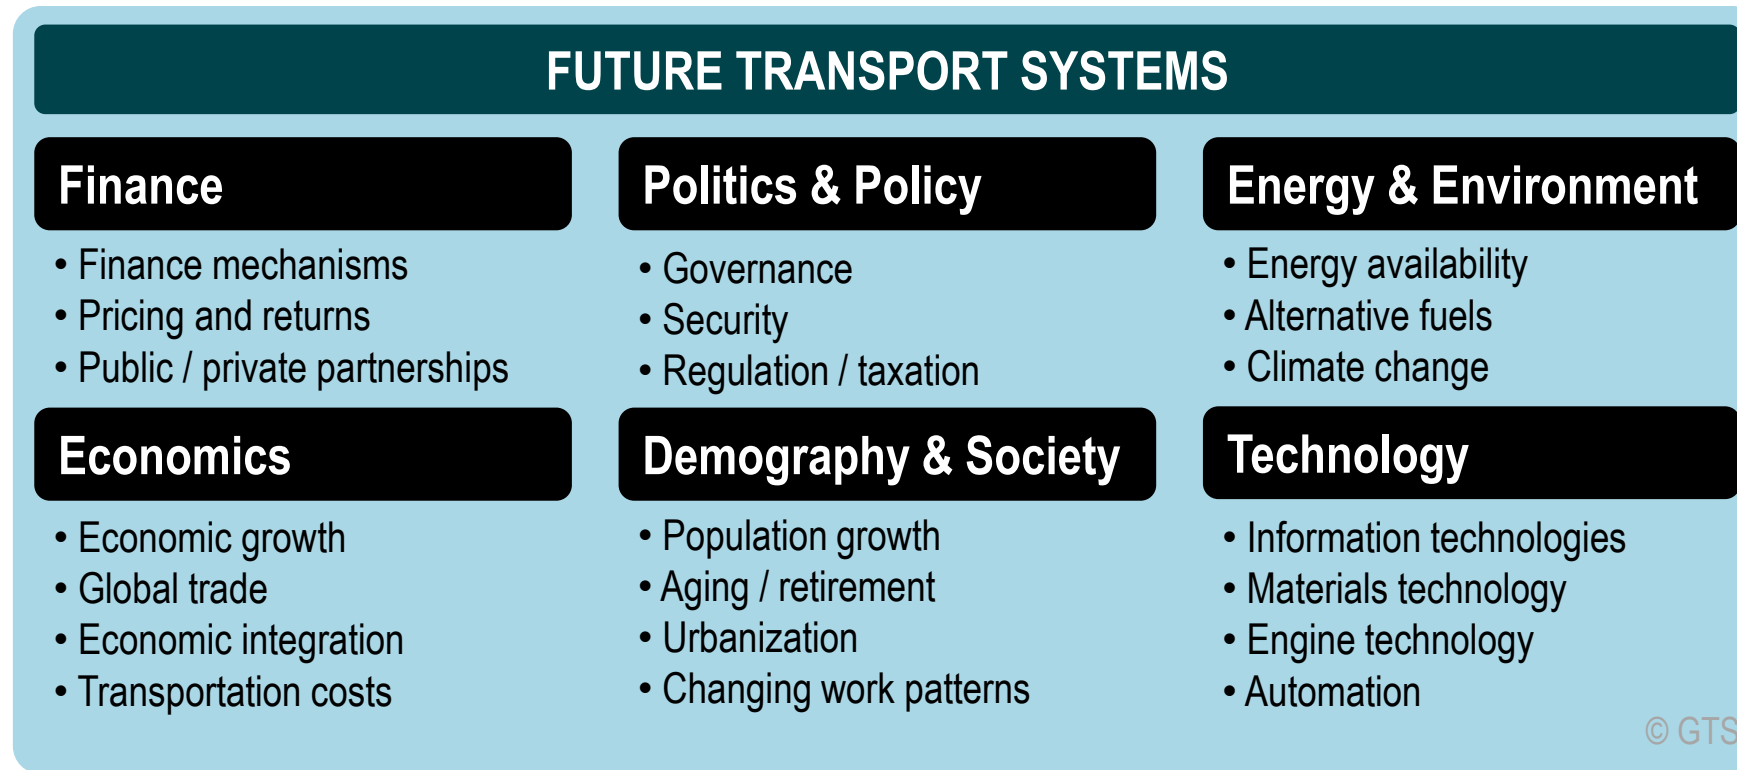 FUTURE TRANSPORT SYSTEMS
Finance
• Finance mechanisms
• Pricing and returns
• Public / private partnerships
Politics & Policy
• Governance
• Security
• Regulation / taxation
Energy & Environment
• Energy availability
• Alternative fuels
• Climate change
Economics
• Economic growth
• Global trade
• Economic integration
• Transportation costs
Demography & Society
• Population growth
• Aging / retirement
• Urbanization
• Changing work patterns
Technology
• Information technologies
• Materials technology
• Engine technology
• Automation
© GTS